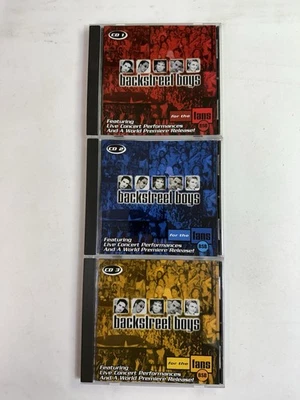 CD 1
backstreet boys
for the fans
Featuring
Live Concert Performances
And A World Premiere Release!
CD 2
backstreet boys
for the fans
BSB
Featuring
Live Concert Performances
And A World Premiere Release!
CD 3
backstreet boys
for the fans
BSB
Featuring
Live Concert Performances
And A World Premiere Release!